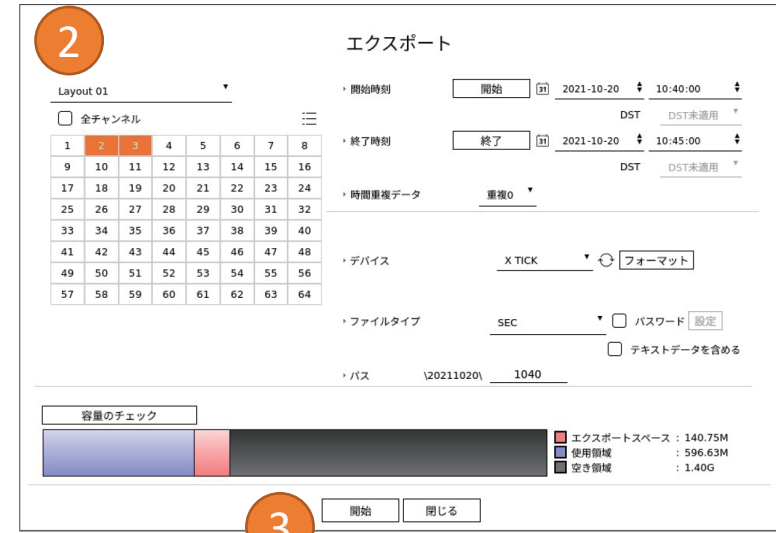 2
エクスポート
Layout 01
全チャンネル
1 2 3 4 5 6 7 8
9 10 11 12 13 14 15 16
17 18 19 20 21 22 23 24
25 26 27 28 29 30 31 32
33 34 35 36 37 38 39 40
41 42 43 44 45 46 47 48
49 50 51 52 53 54 55 56
57 58 59 60 61 62 63 64
開始時刻 開始 31 2021-10-20 10:40:00
DST DST未適用
終了時刻 終了 31 2021-10-20 10:45:00
DST DST未適用
時間重複データ 重複0
デバイス X TICK フォーマット
ファイルタイプ SEC パスワード 設定
テキストデータを含める
パス \20211020\ 1040
容量のチェック
エクスポートスペース : 140.75M
使用領域 : 596.63M
空き領域 : 1.40G
3
開始 閉じる